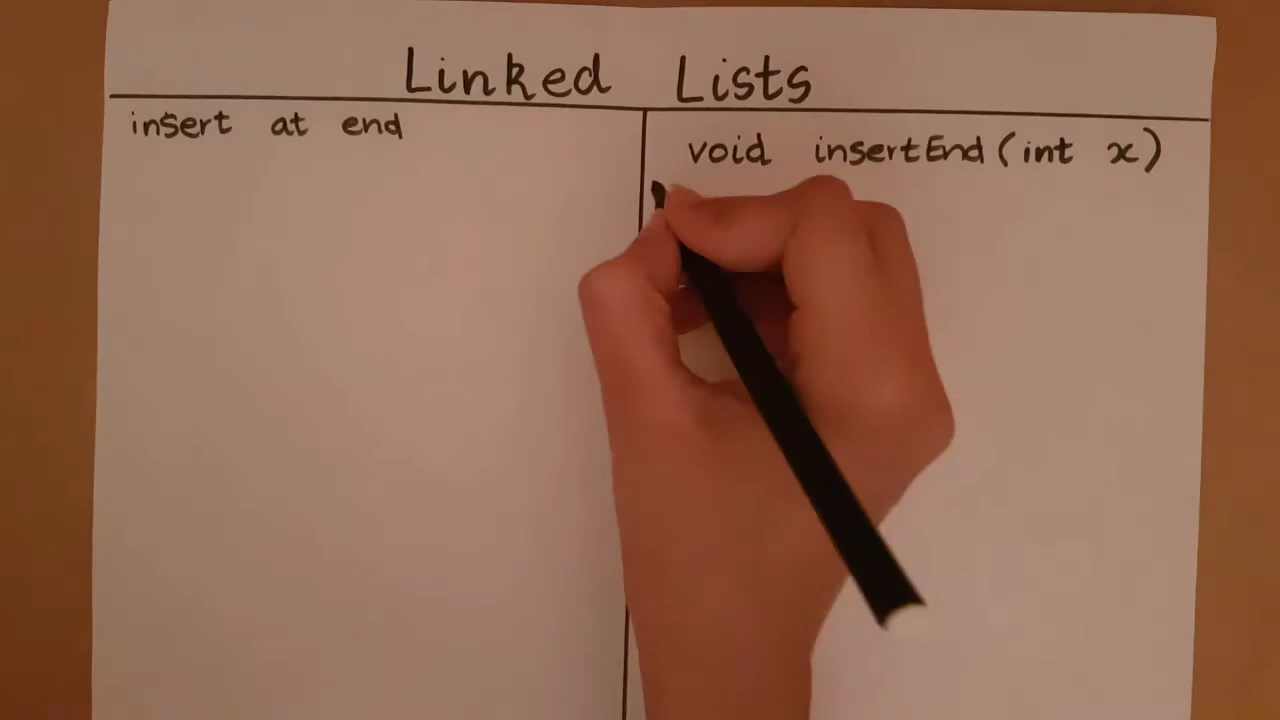 Linked Lists
insert at end
void insertEnd(int x)